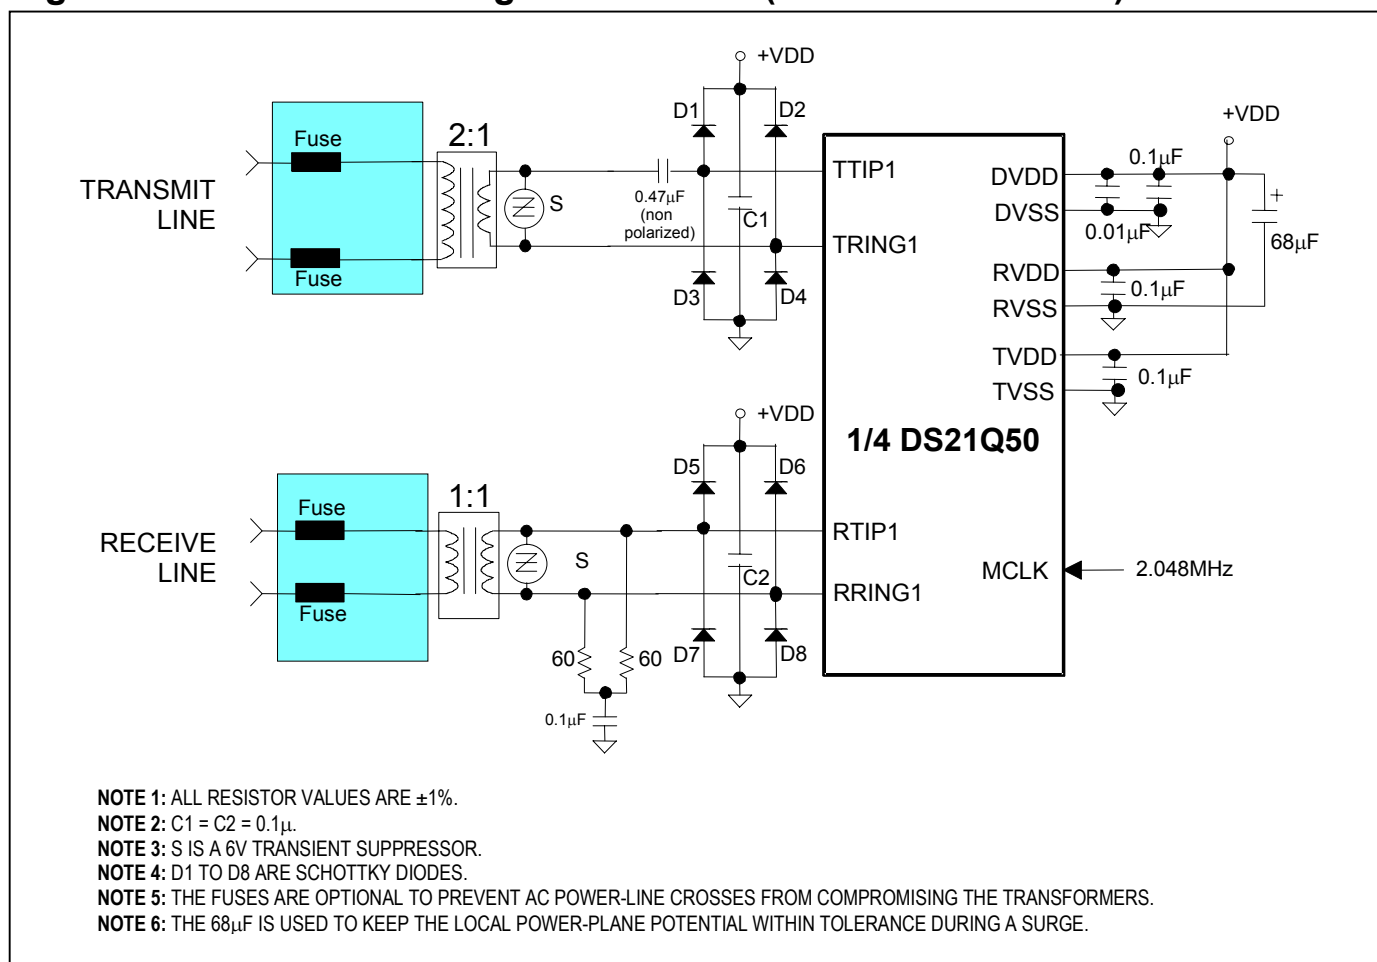 +VDD
D1
D2
+VDD
Fuse
2:1
0.1μF
TTIP1
DVDD
TRANSMIT
LINE
S
0.47μF
(non
polarized)
C1
DVSS
0.01μF
+
68μF
TRING1
Fuse
D3
D4
RVDD
0.1μF
RVSS
TVDD
0.1μF
TVSS
+VDD
1/4 DS21Q50
D5
D6
1:1
Fuse
RTIP1
RECEIVE
LINE
S
C2
MCLK
2.048MHz
RRING1
Fuse
60
60
D7
D8
0.1μF
NOTE 1: ALL RESISTOR VALUES ARE ±1%.
NOTE 2: C1 = C2 = 0.1μ.
NOTE 3: S IS A 6V TRANSIENT SUPPRESSOR.
NOTE 4: D1 TO D8 ARE SCHOTTKY DIODES.
NOTE 5: THE FUSES ARE OPTIONAL TO PREVENT AC POWER-LINE CROSSES FROM COMPROMISING THE TRANSFORMERS.
NOTE 6: THE 68μF IS USED TO KEEP THE LOCAL POWER-PLANE POTENTIAL WITHIN TOLERANCE DURING A SURGE.